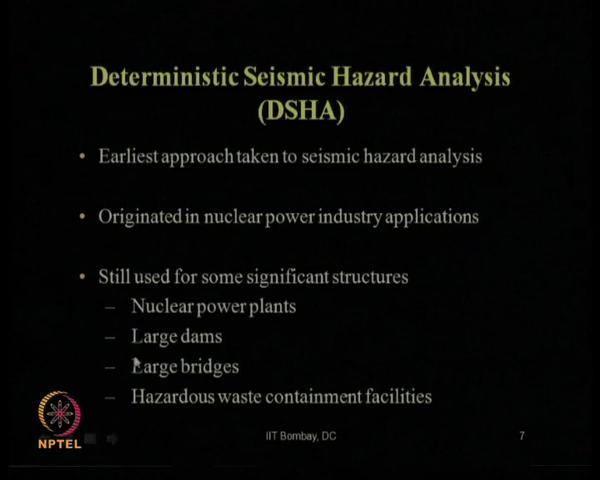 Deterministic Seismic Hazard Analysis
(DSHA)
• Earliest approach taken to seismic hazard analysis
• Originated in nuclear power industry applications
• Still used for some significant structures
– Nuclear power plants
– Large dams
– Large bridges
– Hazardous waste containment facilities
NPTEL
IIT Bombay, DC
7